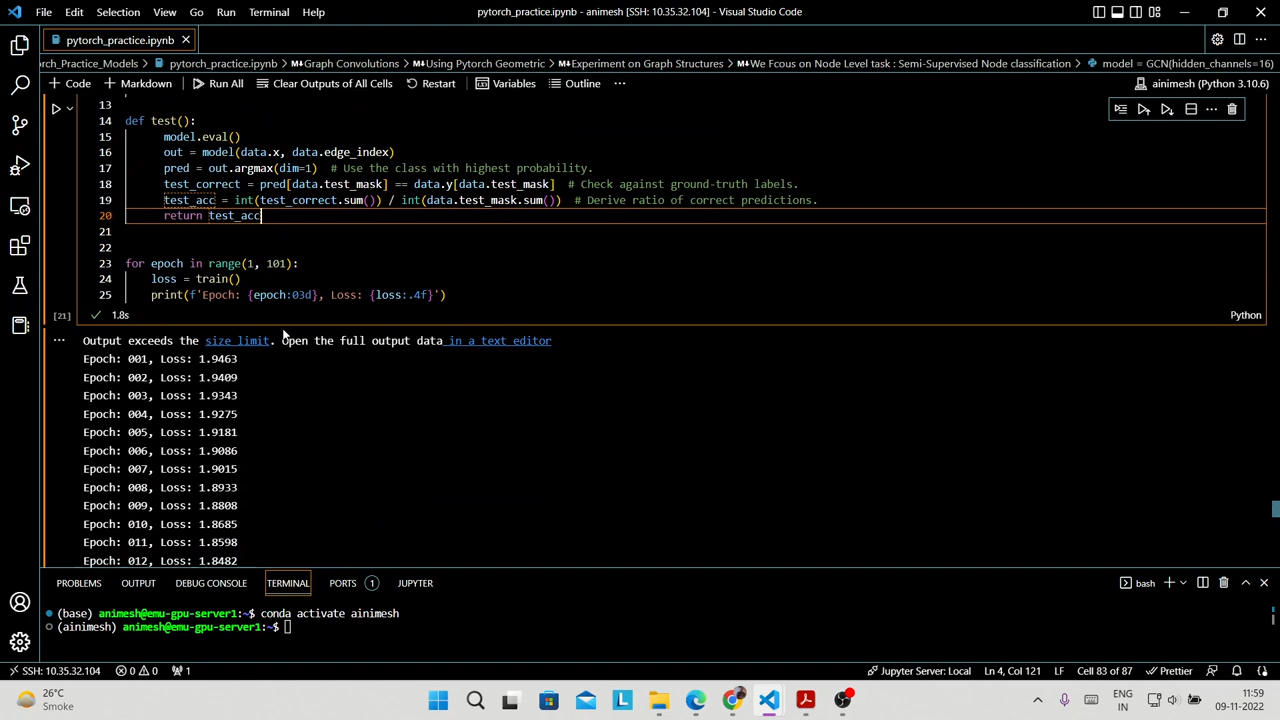 File Edit Selection View Go Run Terminal Help
pytorch_practice.ipynb - animesh [SSH: 10.35.32.104] - Visual Studio Code
pytorch_practice.ipynb
rch_Practice_Models > pytorch_practice.ipynb > Graph Convolutions > Using Pytorch Geometric > Experiment on Graph Structures > We Fcous on Node Level task : Semi-Supervised Node classification > model = GCN(hidden_channels=16)
+ Code + Markdown Run All Clear Outputs of All Cells Restart Variables Outline ... ainimesh (Python 3.10.6)
13
14 def test():
15 model.eval()
16 out = model(data.x, data.edge_index)
17 pred = out.argmax(dim=1) # Use the class with highest probability.
18 test_correct = pred[data.test_mask] == data.y[data.test_mask] # Check against ground-truth labels.
19 test_acc = int(test_correct.sum()) / int(data.test_mask.sum()) # Derive ratio of correct predictions.
20 return test_acc
21
22
23 for epoch in range(1, 101):
24 loss = train()
25 print(f'Epoch: {epoch:03d}, Loss: {loss:.4f}')
[21] 1.8s Python
... Output exceeds the size limit. Open the full output data in a text editor
Epoch: 001, Loss: 1.9463
Epoch: 002, Loss: 1.9409
Epoch: 003, Loss: 1.9343
Epoch: 004, Loss: 1.9275
Epoch: 005, Loss: 1.9181
Epoch: 006, Loss: 1.9086
Epoch: 007, Loss: 1.9015
Epoch: 008, Loss: 1.8933
Epoch: 009, Loss: 1.8808
Epoch: 010, Loss: 1.8685
Epoch: 011, Loss: 1.8598
Epoch: 012, Loss: 1.8482
PROBLEMS OUTPUT DEBUG CONSOLE TERMINAL PORTS 1 JUPYTER bash
(base) animesh@emu-gpu-server1:~$ conda activate ainimesh
(ainimesh) animesh@emu-gpu-server1:~$
SSH: 10.35.32.104 0 0 1 Jupyter Server: Local Ln 4, Col 121 LF Cell 83 of 87 Prettier
26°C
Smoke
ENG
IN
11:59
09-11-2022